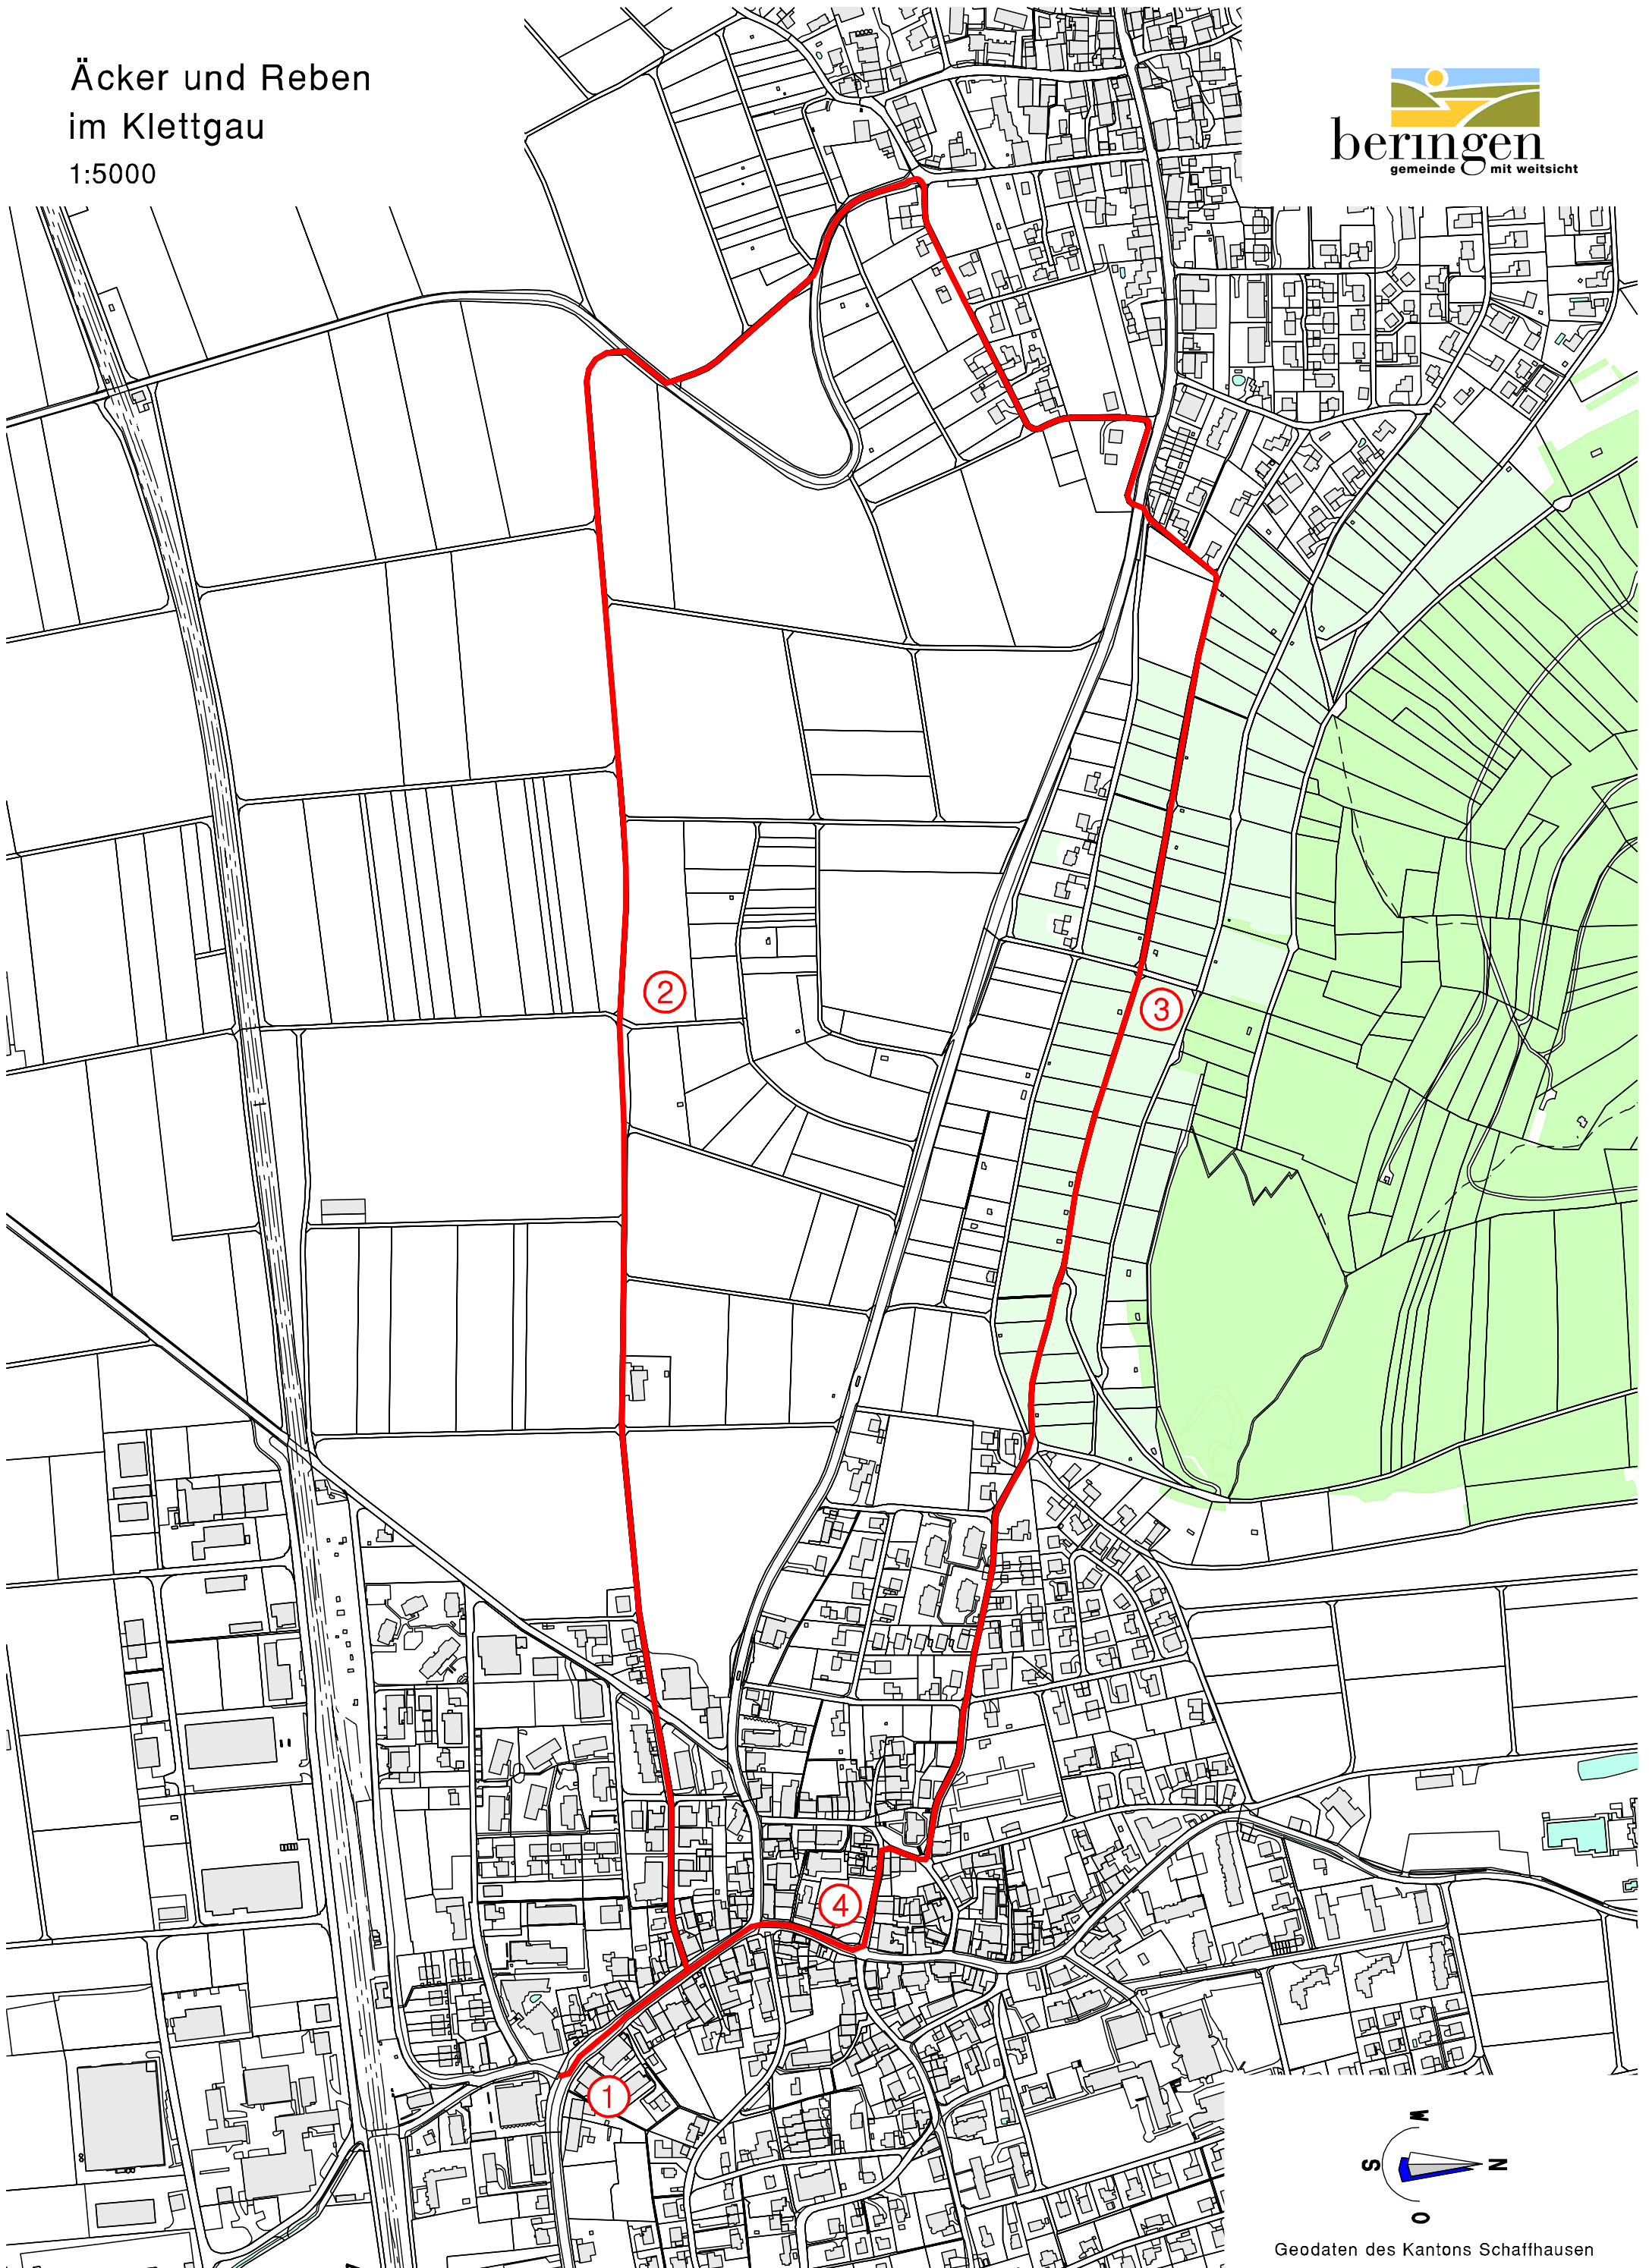 Äcker und Reben
im Klettgau
1:5000
beringen
gemeinde mit weitsicht
2
3
4
1
W
S N
O
Geodaten des Kantons Schaffhausen